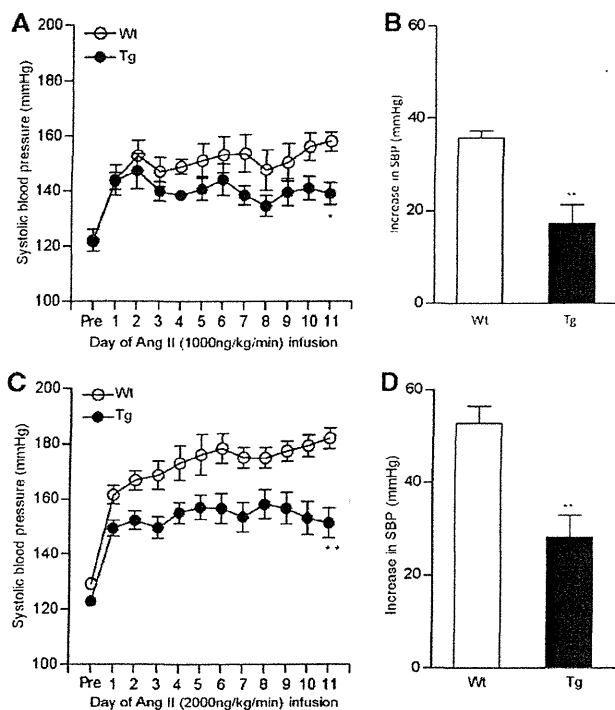 A
Wt
Tg
Systolic blood pressure (mmHg)
200
180
160
140
120
100
Pre 1 2 3 4 5 6 7 8 9 10 11
Day of Ang II (1000ng/kg/min) infusion
*
B
Increase in SBP (mmHg)
60
40
20
0
**
Wt Tg
C
Wt
Tg
Systolic blood pressure (mmHg)
200
180
160
140
120
100
Pre 1 2 3 4 5 6 7 8 9 10 11
Day of Ang II (2000ng/kg/min) infusion
**
D
Increase in SBP (mmHg)
60
40
20
0
**
Wt Tg